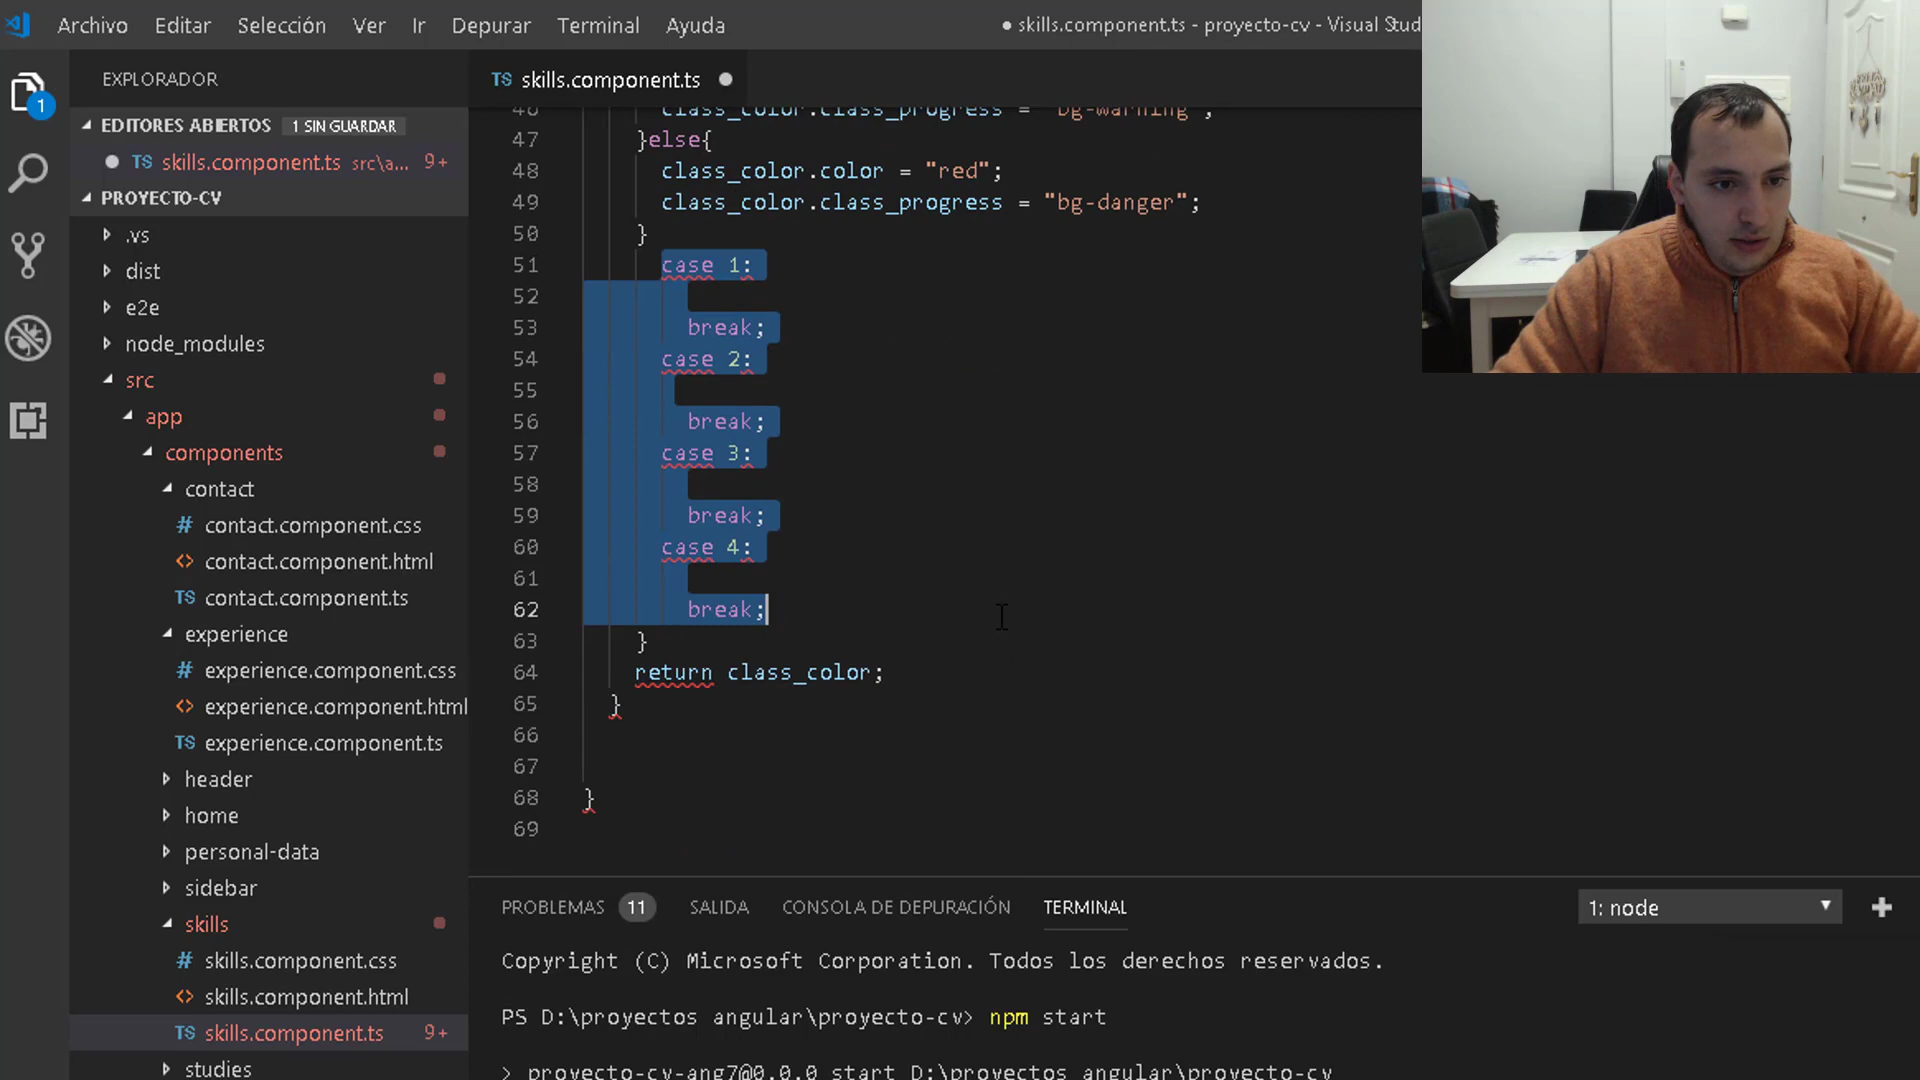 Archivo Editar Selección Ver Ir Depurar Terminal Ayuda ● skills.component.ts - proyecto-cv - Visual Stud
EXPLORADOR
1
EDITORES ABIERTOS 1 SIN GUARDAR
TS skills.component.ts src\a... 9+
PROYECTO-CV
.vs
dist
e2e
node_modules
src
app
components
contact
# contact.component.css
<> contact.component.html
TS contact.component.ts
experience
# experience.component.css
<> experience.component.html
TS experience.component.ts
header
home
personal-data
sidebar
skills
# skills.component.css
<> skills.component.html
TS skills.component.ts 9+
studies
TS skills.component.ts ●
46 class_color.class_progress = "bg-warning";
47 }else{
48 class_color.color = "red";
49 class_color.class_progress = "bg-danger";
50 }
51 case 1:
52
53 break;
54 case 2:
55
56 break;
57 case 3:
58
59 break;
60 case 4:
61
62 break;
63 }
64 return class_color;
65 }
66
67
68 }
69
PROBLEMAS 11 SALIDA CONSOLA DE DEPURACIÓN TERMINAL 1: node
Copyright (C) Microsoft Corporation. Todos los derechos reservados.
PS D:\proyectos angular\proyecto-cv> npm start
> proyecto-cv-ang7@0.0.0 start D:\proyectos angular\proyecto-cv